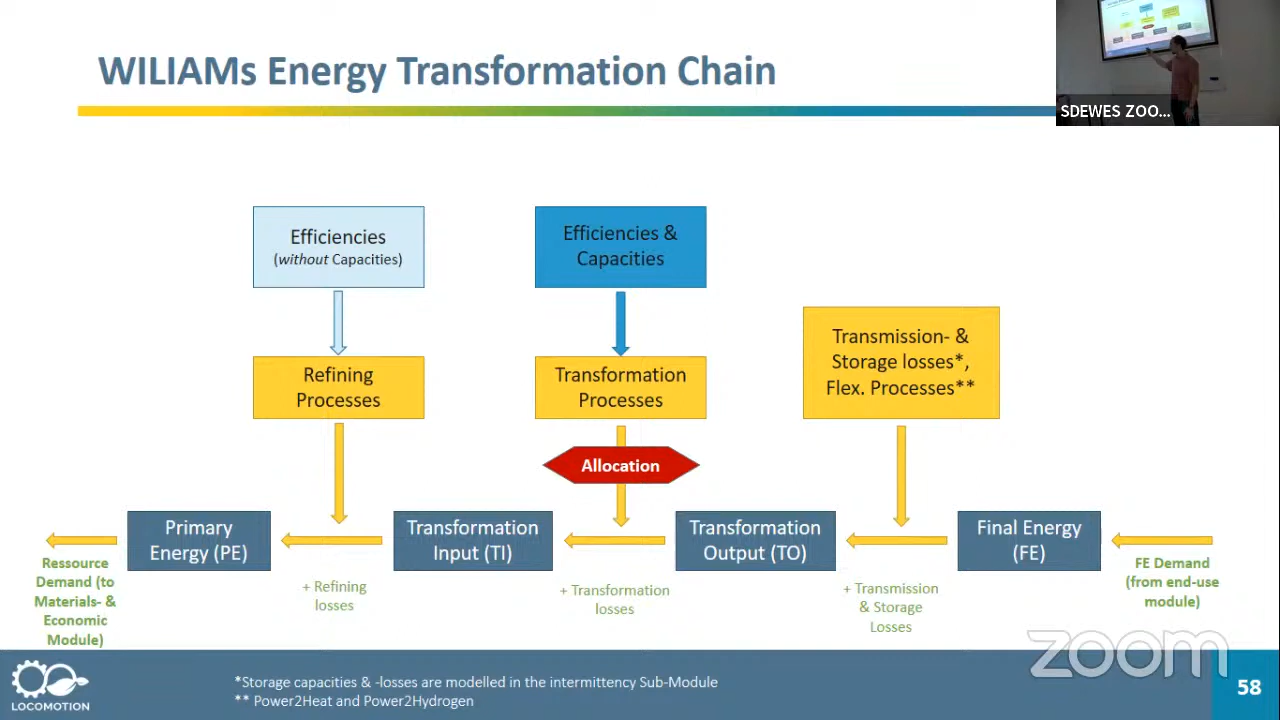 WILIAMs Energy Transformation Chain
SDEWES ZOO...
Efficiencies
(without Capacities)
Efficiencies &
Capacities
Transmission- &
Storage losses*,
Flex. Processes**
Refining
Processes
Transformation
Processes
Allocation
Primary
Energy (PE)
Transformation
Input (TI)
Transformation
Output (TO)
Final Energy
(FE)
Ressource
Demand (to
Materials- &
Economic
Module)
+ Refining
losses
+ Transformation
losses
+ Transmission
& Storage
Losses
FE Demand
(from end-use
module)
zoom
LOCOMOTION
*Storage capacities & -losses are modelled in the intermittency Sub-Module
** Power2Heat and Power2Hydrogen
58